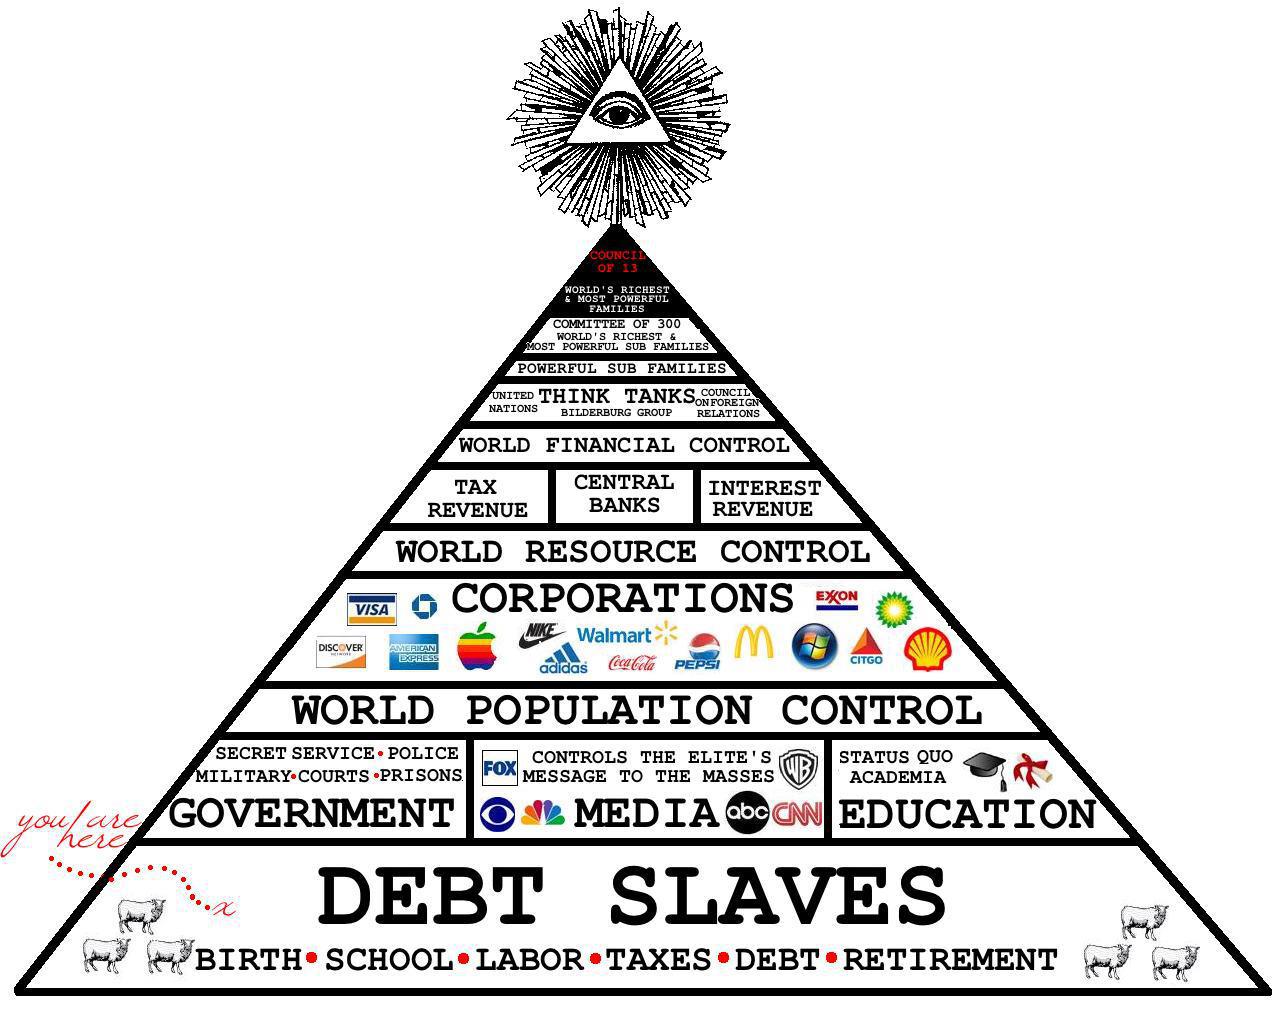 COUNCIL
OF 13
WORLD'S RICHEST
& MOST POWERFUL
FAMILIES
COMMITTEE OF 300
WORLD'S RICHEST &
MOST POWERFUL SUB FAMILIES
POWERFUL SUB FAMILIES
UNITED
NATIONS
THINK TANKS
BILDERBURG GROUP
COUNCIL
ON FOREIGN
RELATIONS
WORLD FINANCIAL CONTROL
TAX
REVENUE
CENTRAL
BANKS
INTEREST
REVENUE
WORLD RESOURCE CONTROL
VISA
CORPORATIONS
EXXON
DISCOVER
NETWORK
AMERICAN
EXPRESS
NIKE
adidas
Walmart
Coca-Cola
PEPSI
CITGO
WORLD POPULATION CONTROL
SECRET SERVICE • POLICE
MILITARY • COURTS • PRISONS
GOVERNMENT
FOX
CONTROLS THE ELITE'S
MESSAGE TO THE MASSES
WB
MEDIA
abc
CNN
STATUS QUO
ACADEMIA
EDUCATION
you are
here
x
DEBT SLAVES
BIRTH • SCHOOL • LABOR • TAXES • DEBT • RETIREMENT